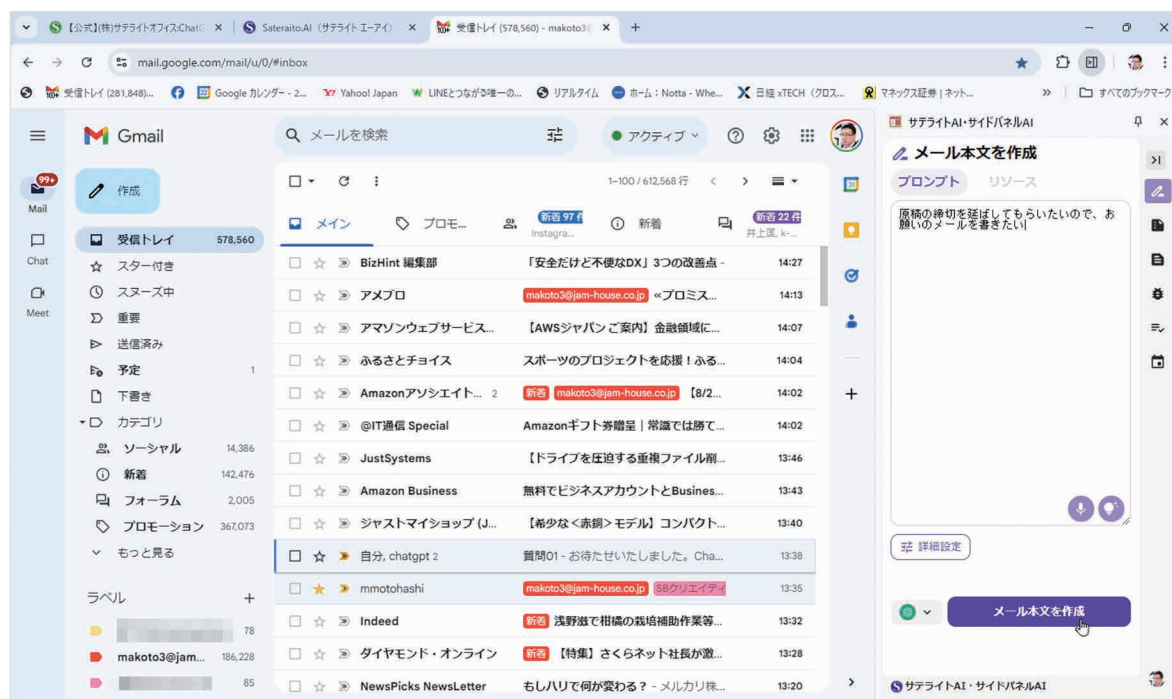 【公式】(株)サテライトオフィス:Chat
Sateraito.AI（サテライト エーアイ）
受信トレイ (578,560) - makoto3
mail.google.com/mail/u/0/#inbox
受信トレイ (281,848)...
Google カレンダー - 2...
Yahoo! Japan
LINEとつながる唯一の...
リアルタイム
ホーム：Notta - Whe...
日経 xTECH（クロス...
マネックス証券 | ネット...
»
すべてのブックマーク
Gmail
メールを検索
アクティブ
サテライトAI・サイドパネルAI
メール本文を作成
プロンプト
リソース
原稿の締切を延ばしてもらいたいので、お
願いのメールを書きたい
詳細設定
メール本文を作成
サテライトAI・サイドパネルAI
99+
Mail
Chat
Meet
作成
受信トレイ 578,560
スター付き
スヌーズ中
重要
送信済み
予定 1
下書き
カテゴリ
ソーシャル 14,386
新着 142,476
フォーラム 2,005
プロモーション 367,073
もっと見る
ラベル
78
makoto3@jam... 186,228
85
1–100 / 612,568 行
メイン
プロモ...
新着 97 件
Instagra...
新着
新着 22 件
井上匡, k-...
BizHint 編集部 「安全だけど不便なDX」3つの改善点 - 14:27
アメブロ makoto3@jam-house.co.jp «プロミス... 14:13
アマゾンウェブサービス... 【AWSジャパン ご案内】金融領域に... 14:07
ふるさとチョイス スポーツのプロジェクトを応援！ふる... 14:04
Amazonアソシエイト... 2 新着 makoto3@jam-house.co.jp 【8/2... 14:02
@IT通信 Special Amazonギフト券贈呈｜常識では勝て... 14:02
JustSystems 【ドライブを圧迫する重複ファイル削... 13:46
Amazon Business 無料でビジネスアカウントとBusines... 13:43
ジャストマイショップ (J... 【希少な＜赤銅＞モデル】コンパクト... 13:40
自分, chatgpt 2 質問01 - お待たせいたしました。Cha... 13:38
mmotohashi makoto3@jam-house.co.jp SBクリエイティ 13:35
Indeed 新着 浅野滋で柑橘の栽培補助作業等... 13:32
ダイヤモンド・オンライン 新着 【特集】さくらネット社長が激... 13:28
NewsPicks NewsLetter もしハリで何が変わる？ - メルカリ株... 13:20